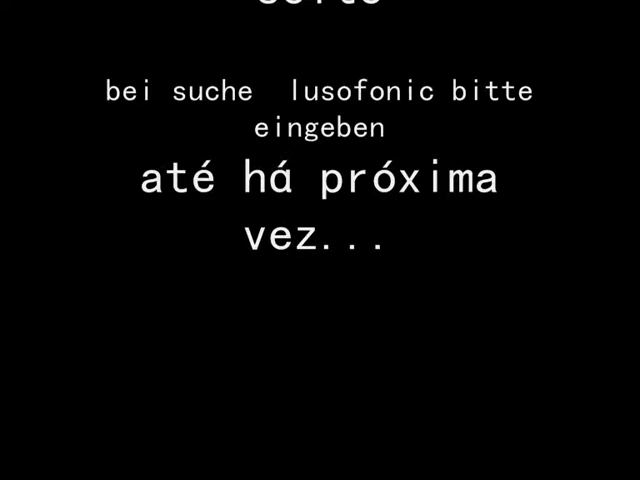 bei suche lusofonic bitte
eingeben
até há próxima
vez...